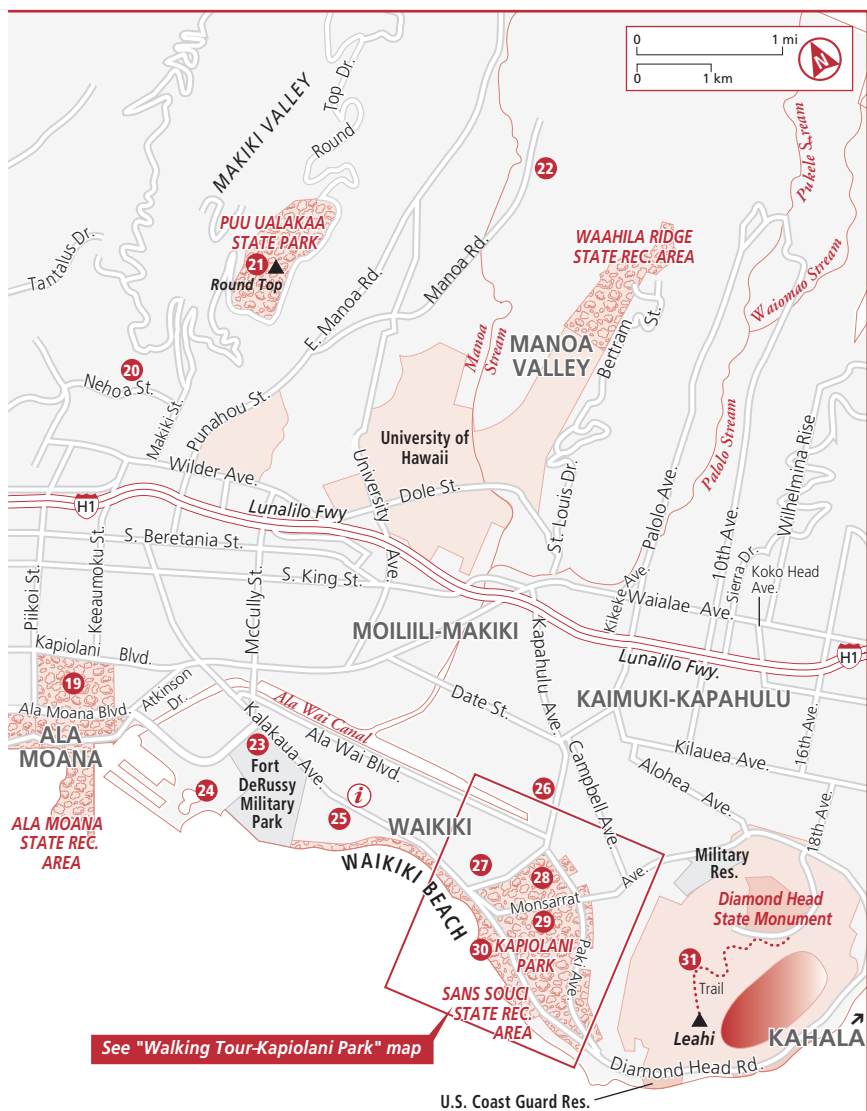 0
1 mi
0
1 km
N
MAKIKI VALLEY
Round
Top Dr.
22
Pukele Stream
PUU UALAKAA
STATE PARK
21
Round Top
Tantalus Dr.
E. Manoa Rd.
Manoa Rd.
WAAHILA RIDGE
STATE REC. AREA
Waiomao Stream
Manoa
Stream
MANOA
VALLEY
Bertram
St.
20
Nehoa St.
Makiki St.
Punahou St.
University of
Hawaii
Palolo Stream
Wilhelmina Rise
Wilder Ave.
University
Ave.
Dole St.
St. Louis Dr.
Palolo Ave.
10th Ave.
Sierra Dr.
H1
Lunalilo Fwy
S. Beretania St.
S. King St.
Koko Head
Ave.
Waialae Ave.
Kikeke Ave.
Piikoi St.
Keeaumoku St.
McCully St.
MOILIILI-MAKIKI
Kapahulu Ave.
Lunalilo Fwy.
H1
Kapiolani Blvd.
19
Atkinson
Dr.
Date St.
KAIMUKI-KAPAHULU
16th Ave.
Ala Moana Blvd.
ALA
MOANA
Ala Wai Canal
Ala Wai Blvd.
Kalakaua Ave.
23
Fort
DeRussy
Military
Park
24
25
i
26
Campbell Ave.
Kilauea Ave.
Alohea Ave.
18th Ave.
ALA MOANA
STATE REC.
AREA
WAIKIKI
WAIKIKI BEACH
27
28
Monsarrat Ave.
Military
Res.
Diamond Head
State Monument
29
30
KAPIOLANI
PARK
Paki Ave.
31
Trail
Leahi
SANS SOUCI
STATE REC.
AREA
KAHALA
See "Walking Tour–Kapiolani Park" map
Diamond Head Rd.
U.S. Coast Guard Res.